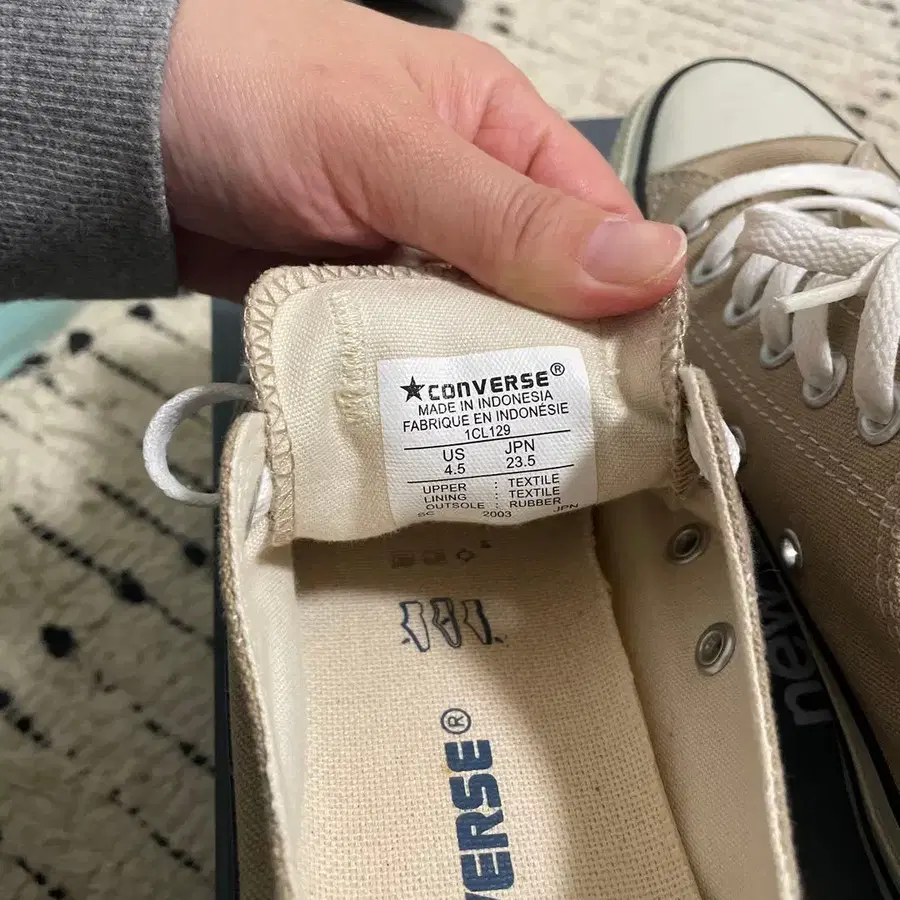 ★CONVERSE®
MADE IN INDONESIA
FABRIQUE EN INDONÉSIE
1CL129
US JPN
4.5 23.5
UPPER : TEXTILE
LINING : TEXTILE
OUTSOLE : RUBBER
2003 JPN
VERSE®
new